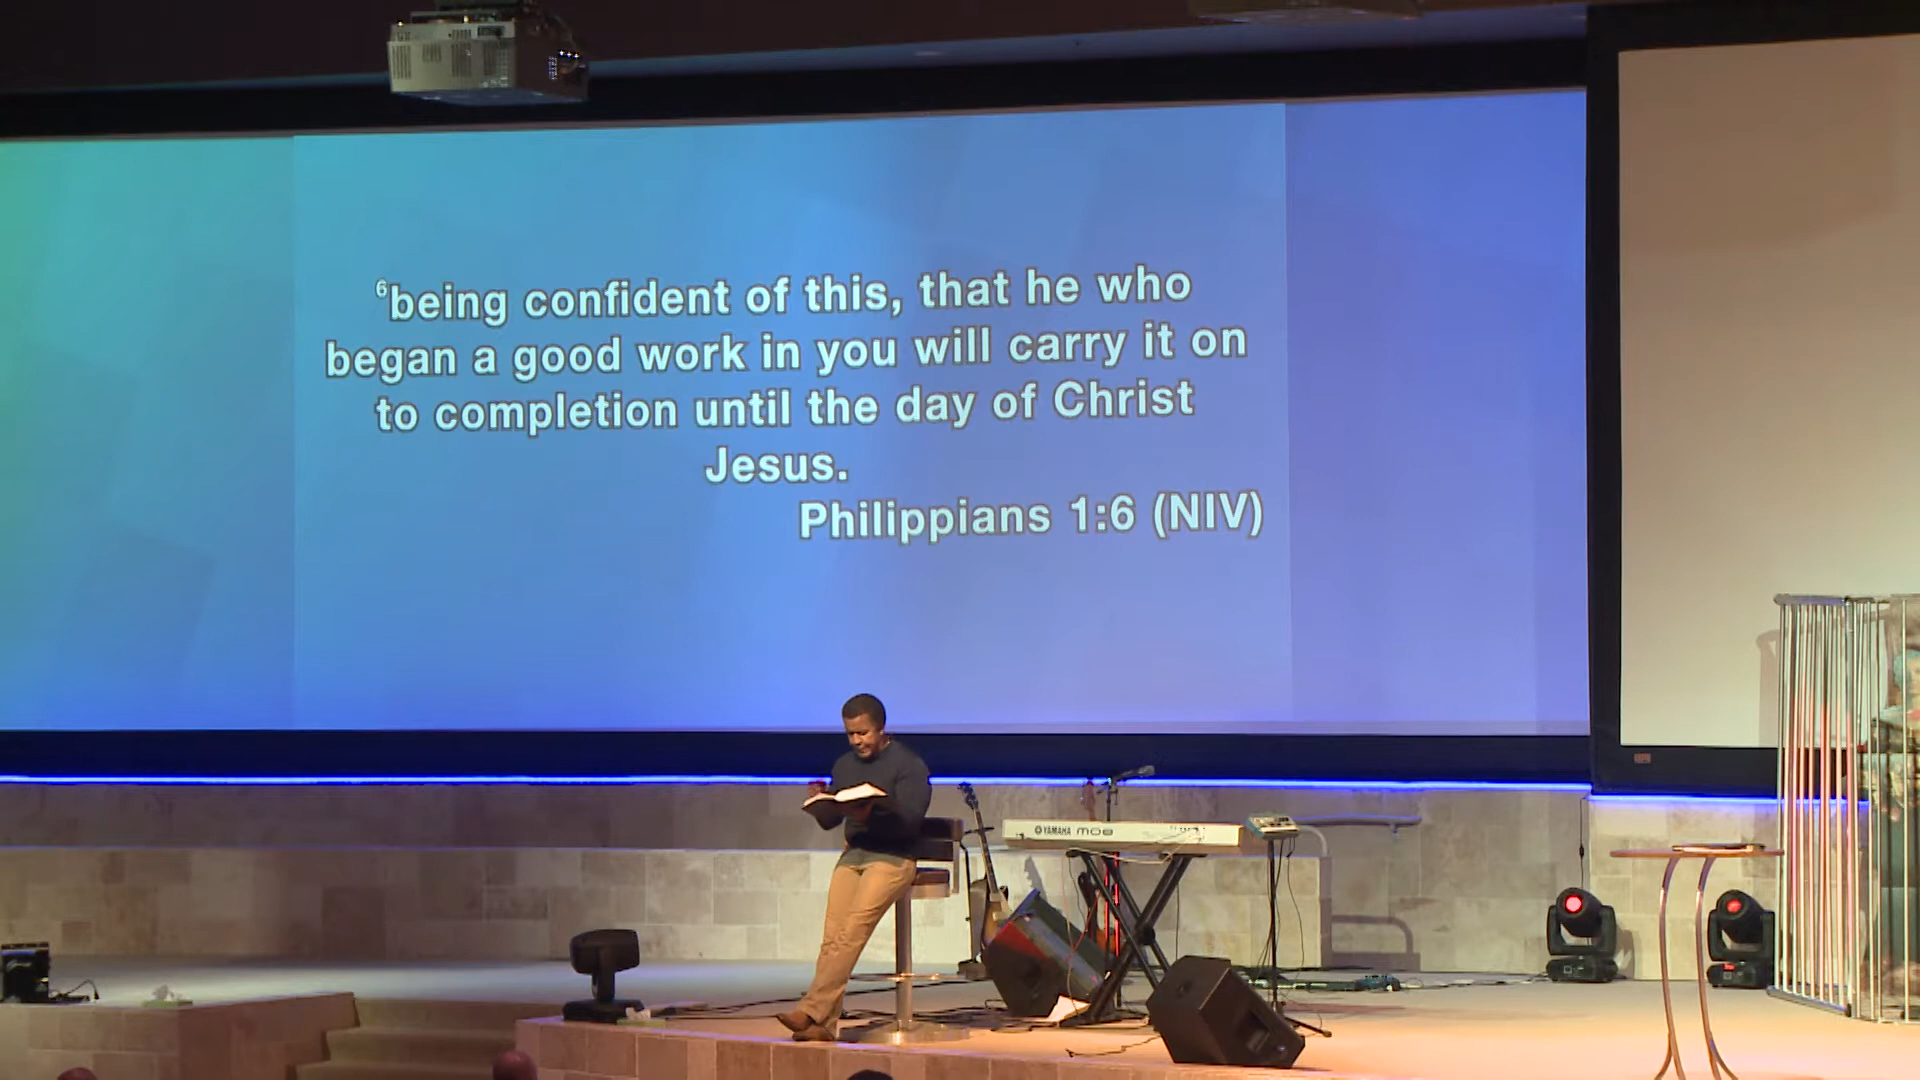 ⁶being confident of this, that he who
began a good work in you will carry it on
to completion until the day of Christ
Jesus.
Philippians 1:6 (NIV)
YAMAHA MO8